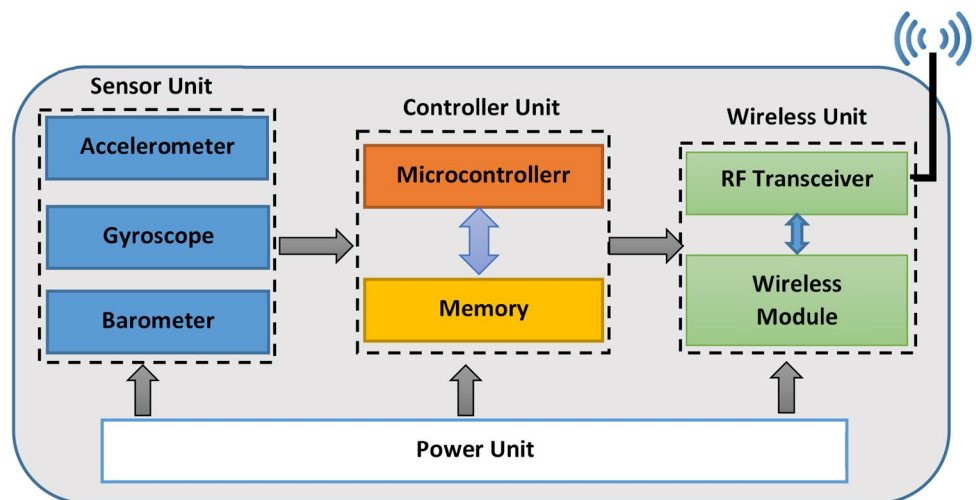 Sensor Unit
Accelerometer
Gyroscope
Barometer
Controller Unit
Microcontrollerr
Memory
Wireless Unit
RF Transceiver
Wireless
Module
Power Unit